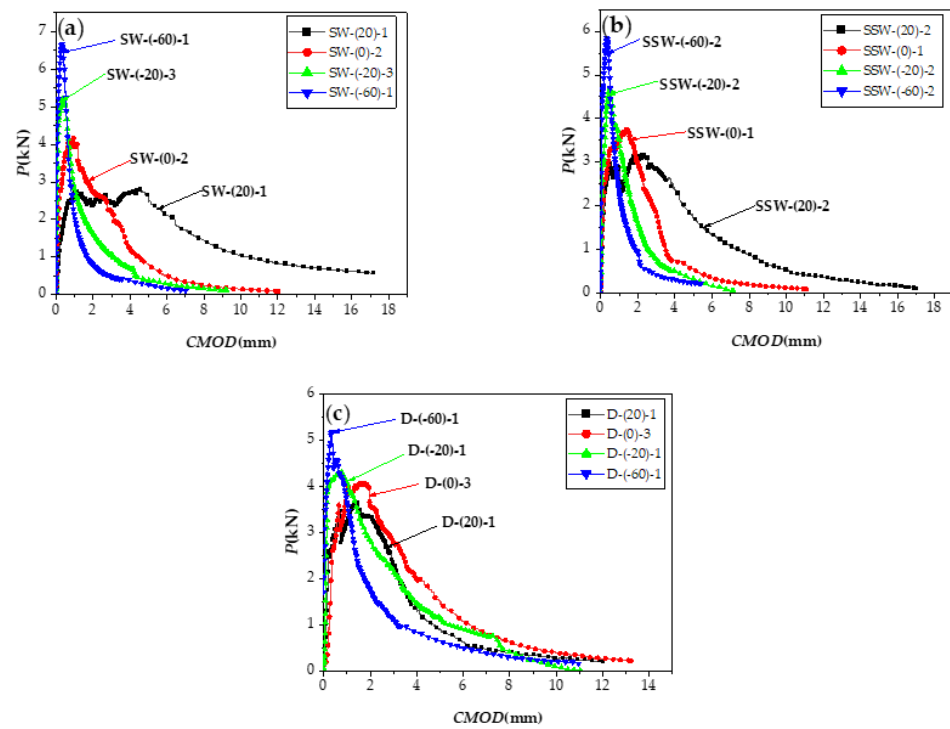 (a)
SW-(20)-1
SW-(0)-2
SW-(-20)-3
SW-(-60)-1
SW-(-60)-1
SW-(-20)-3
SW-(0)-2
SW-(20)-1
P(kN)
7
6
5
4
3
2
1
0
0 2 4 6 8 10 12 14 16 18
CMOD(mm)
(b)
SSW-(20)-2
SSW-(0)-1
SSW-(-20)-2
SSW-(-60)-2
SSW-(-60)-2
SSW-(-20)-2
SSW-(0)-1
SSW-(20)-2
P(kN)
6
5
4
3
2
1
0
0 2 4 6 8 10 12 14 16 18
CMOD(mm)
(c)
D-(20)-1
D-(0)-3
D-(-20)-1
D-(-60)-1
D-(-60)-1
D-(-20)-1
D-(0)-3
D-(20)-1
P(kN)
6
5
4
3
2
1
0
0 2 4 6 8 10 12 14
CMOD(mm)